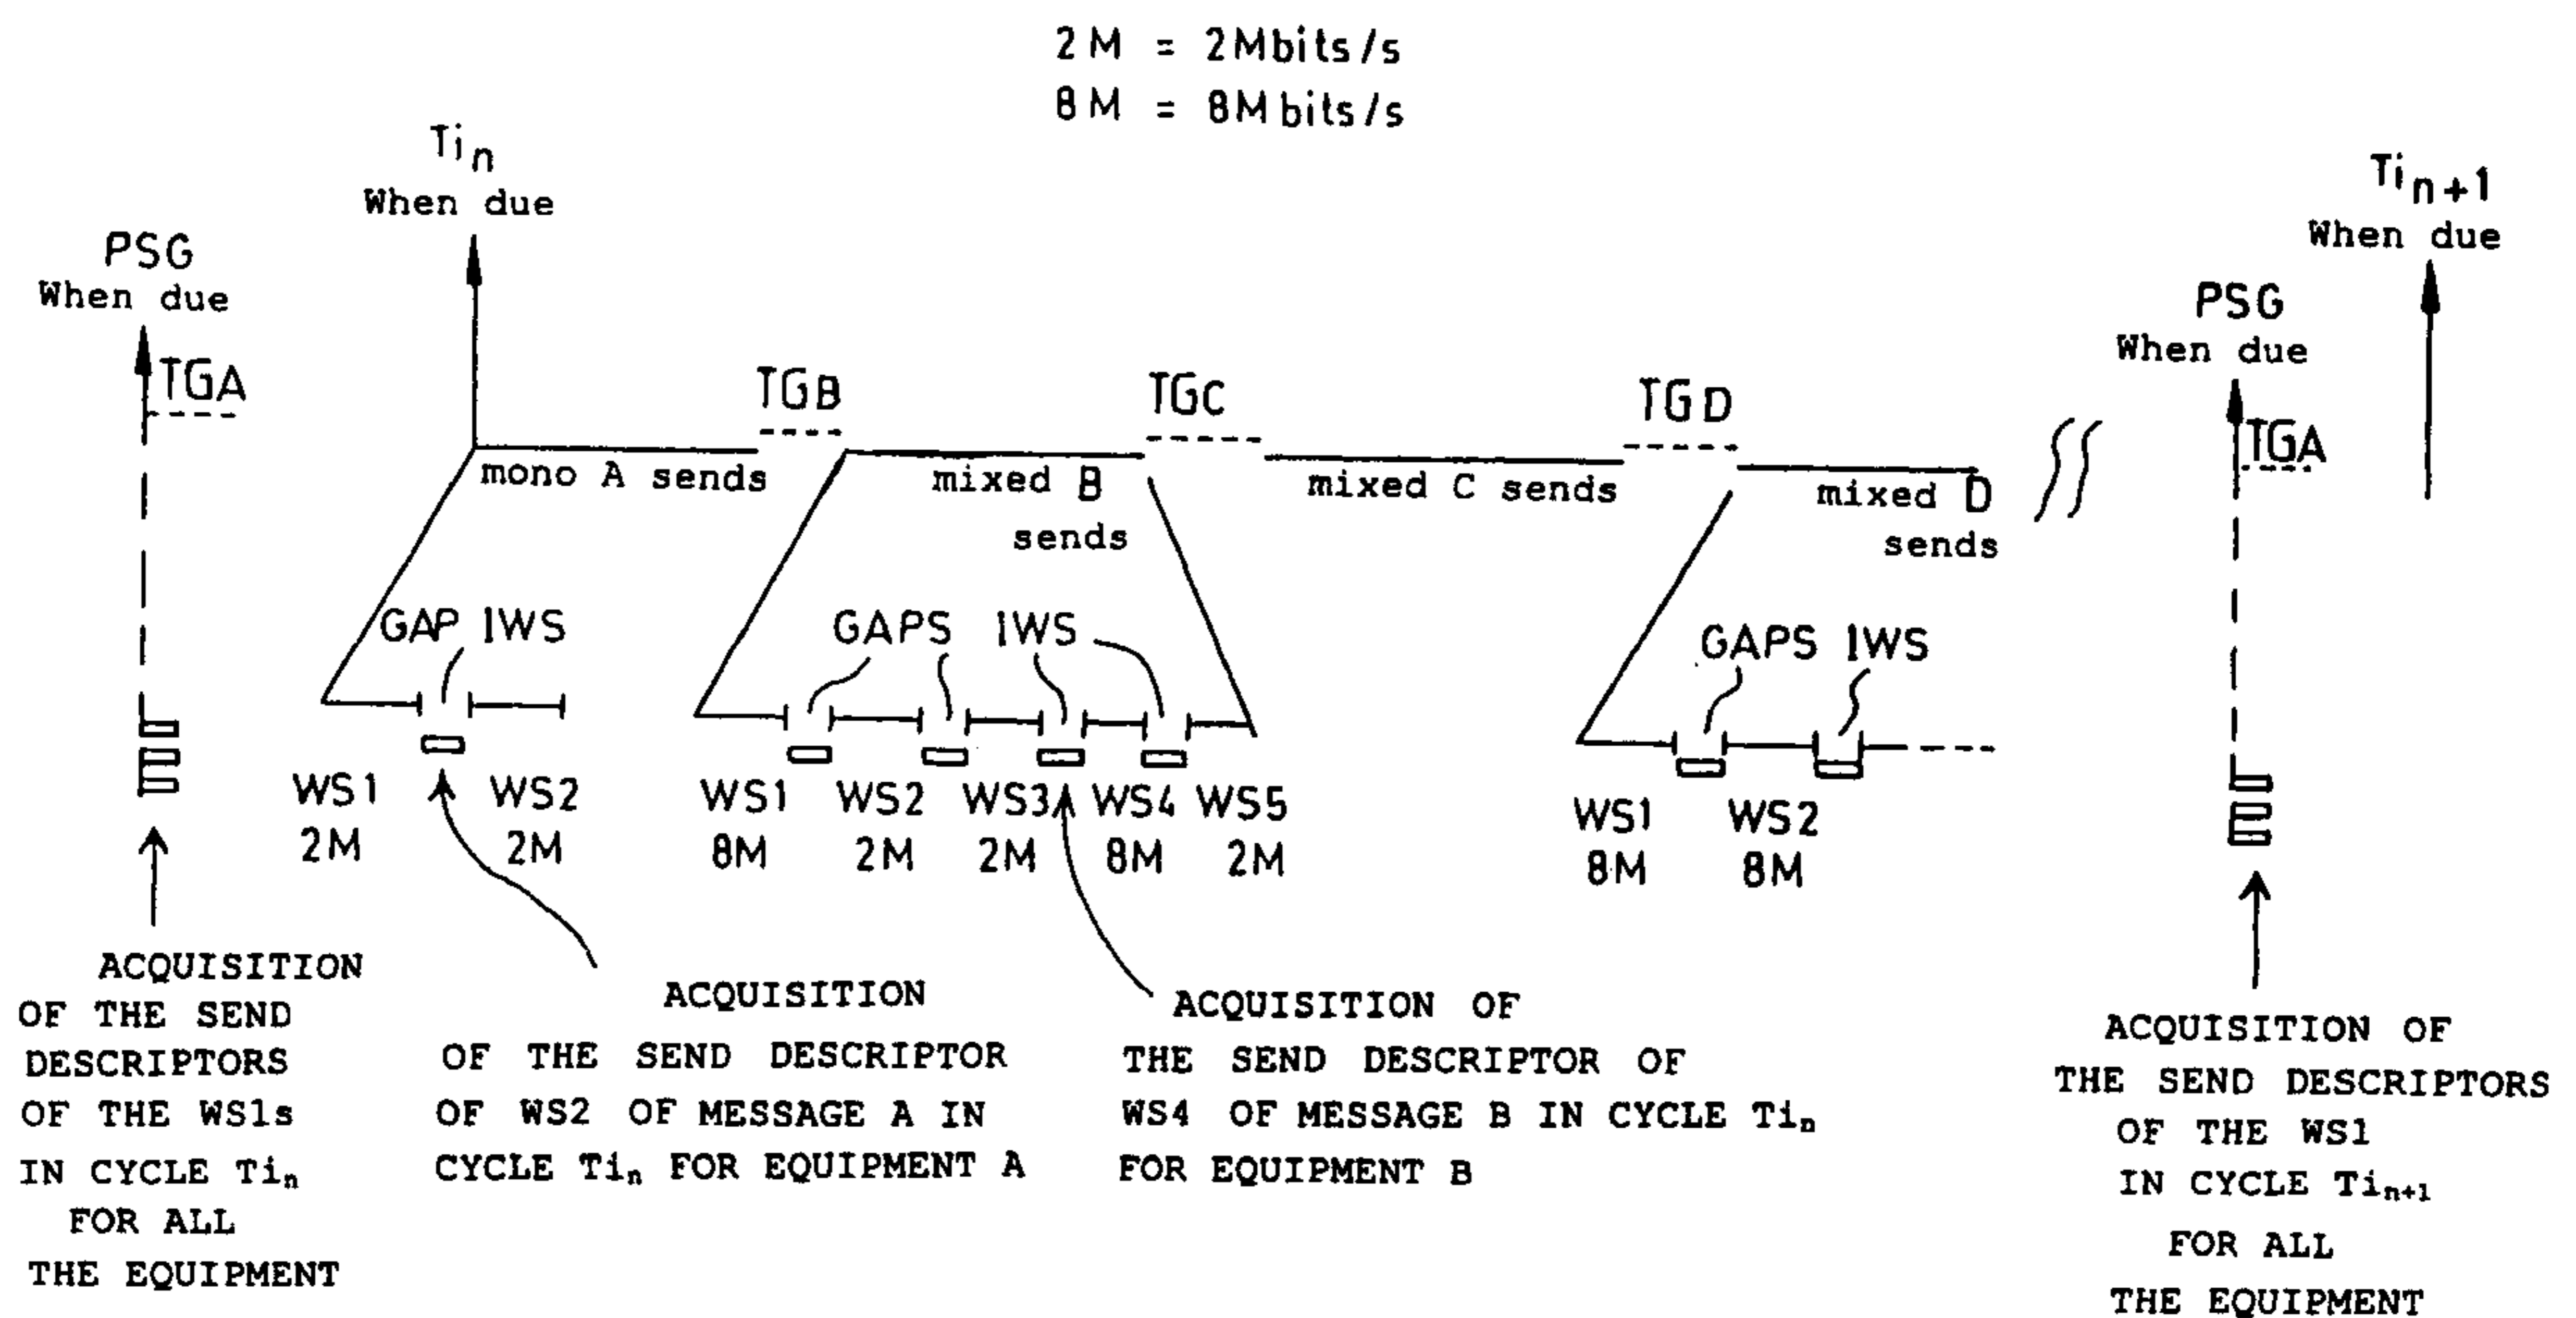 2M = 2Mbits/s
8M = 8Mbits/s
Tin
When due
PSG
When due
TGA
TGB
TGC
TGD
Tin+1
When due
PSG
When due
TGA
mono A sends
mixed B
sends
mixed C sends
mixed D
sends
GAP IWS
GAPS IWS
GAPS IWS
WS1
2M
WS2
2M
WS1
8M
WS2
2M
WS3
2M
WS4
8M
WS5
2M
WS1
8M
WS2
8M
ACQUISITION
OF THE SEND
DESCRIPTORS
OF THE WS1s
IN CYCLE Tin
FOR ALL
THE EQUIPMENT
ACQUISITION
OF THE SEND DESCRIPTOR
OF WS2 OF MESSAGE A IN
CYCLE Tin FOR EQUIPMENT A
ACQUISITION OF
THE SEND DESCRIPTOR OF
WS4 OF MESSAGE B IN CYCLE Tin
FOR EQUIPMENT B
ACQUISITION OF
THE SEND DESCRIPTORS
OF THE WS1
IN CYCLE Tin+1
FOR ALL
THE EQUIPMENT